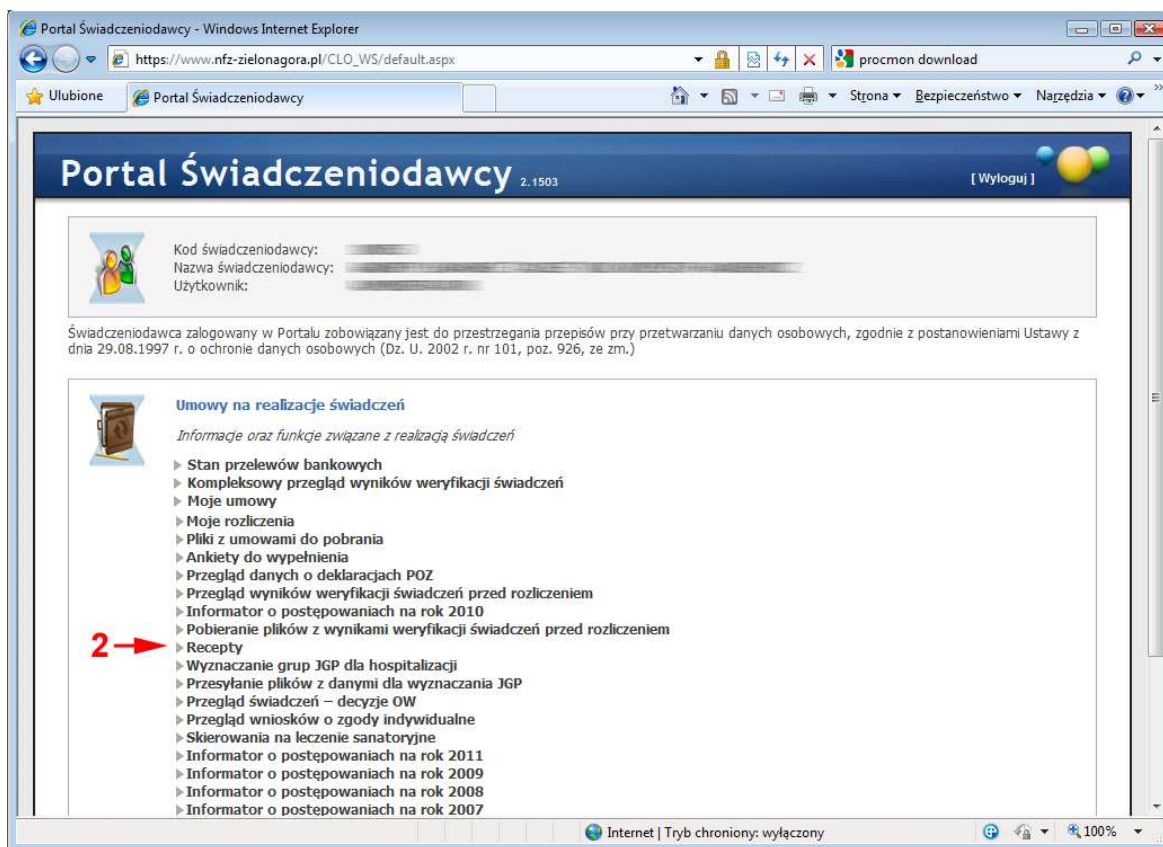 Portal Świadczeniodawcy - Windows Internet Explorer
https://www.nfz-zielonagora.pl/CLO_WS/default.aspx
procmon download
Ulubione
Portal Świadczeniodawcy
Strona
Bezpieczeństwo
Narzędzia
Portal Świadczeniodawcy 2.1503
[ Wyloguj ]
Kod świadczeniodawcy:
Nazwa świadczeniodawcy:
Użytkownik:
Świadczeniodawca zalogowany w Portalu zobowiązany jest do przestrzegania przepisów przy przetwarzaniu danych osobowych, zgodnie z postanowieniami Ustawy z
dnia 29.08.1997 r. o ochronie danych osobowych (Dz. U. 2002 r. nr 101, poz. 926, ze zm.)
Umowy na realizacje świadczeń
Informacje oraz funkcje związane z realizacją świadczeń
Stan przelewów bankowych
Kompleksowy przegląd wyników weryfikacji świadczeń
Moje umowy
Moje rozliczenia
Pliki z umowami do pobrania
Ankiety do wypełnienia
Przegląd danych o deklaracjach POZ
Przegląd wyników weryfikacji świadczeń przed rozliczeniem
Informator o postępowaniach na rok 2010
Pobieranie plików z wynikami weryfikacji świadczeń przed rozliczeniem
2 Recepty
Wyznaczanie grup JGP dla hospitalizacji
Przesyłanie plików z danymi dla wyznaczania JGP
Przegląd świadczeń – decyzje OW
Przegląd wniosków o zgody indywidualne
Skierowania na leczenie sanatoryjne
Informator o postępowaniach na rok 2011
Informator o postępowaniach na rok 2009
Informator o postępowaniach na rok 2008
Informator o postępowaniach na rok 2007
Internet | Tryb chroniony: wyłączony
100%